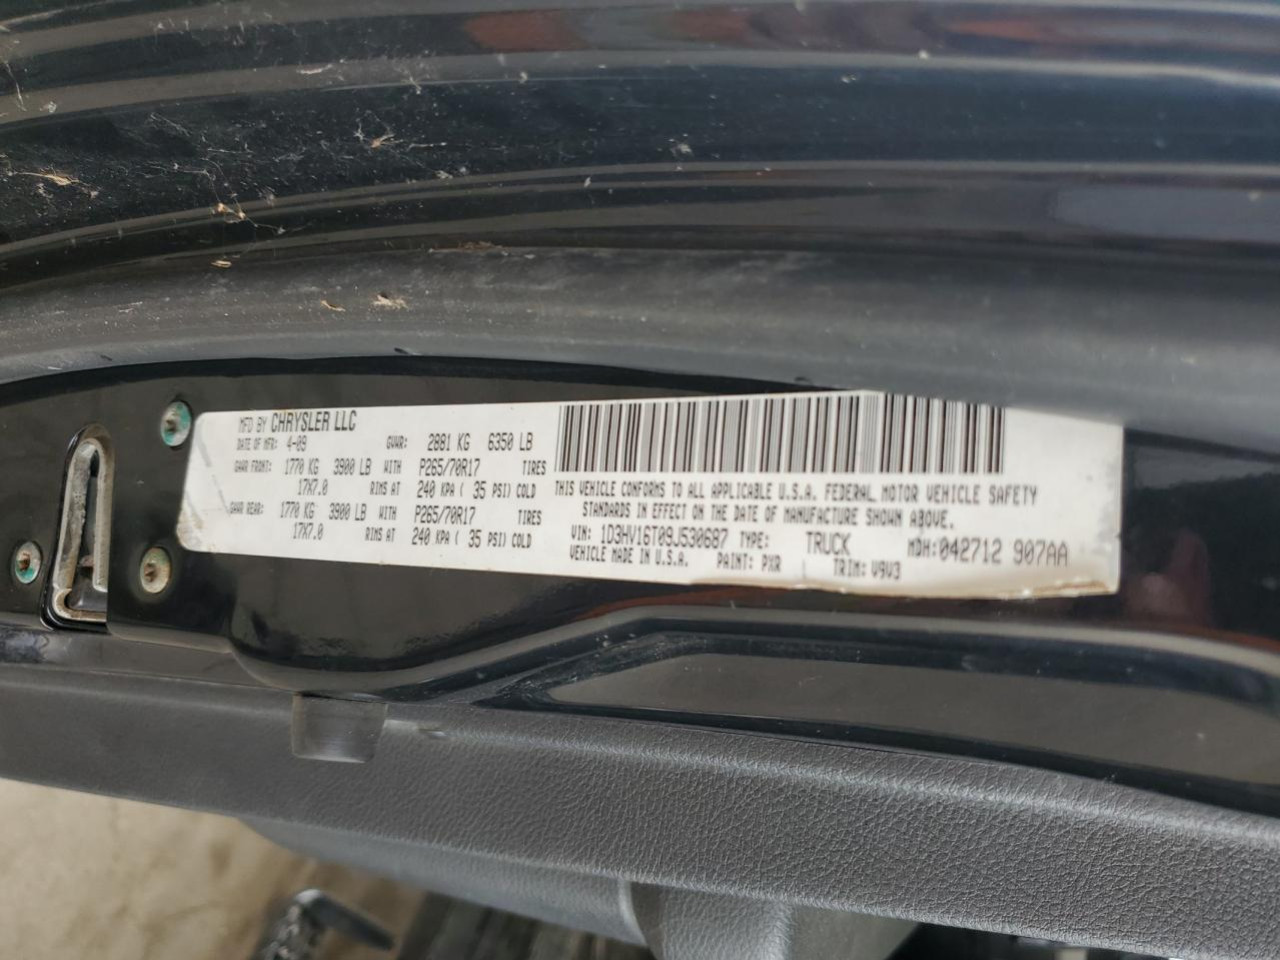 MFD BY CHRYSLER LLC
DATE OF MFR: 4-09 GVWR: 2881 KG 6350 LB
GAWR FRONT: 1770 KG 3900 LB WITH P265/70R17 TIRES
17X7.0 RIMS AT 240 KPA ( 35 PSI) COLD
GAWR REAR: 1770 KG 3900 LB WITH P265/70R17 TIRES
17X7.0 RIMS AT 240 KPA ( 35 PSI) COLD
THIS VEHICLE CONFORMS TO ALL APPLICABLE U.S.A. FEDERAL MOTOR VEHICLE SAFETY
STANDARDS IN EFFECT ON THE DATE OF MANUFACTURE SHOWN ABOVE.
VIN: 1D3HV16T09J530687 TYPE: TRUCK MDH:042712 907AA
VEHICLE MADE IN U.S.A. PAINT: PXR TRIM: V9V3